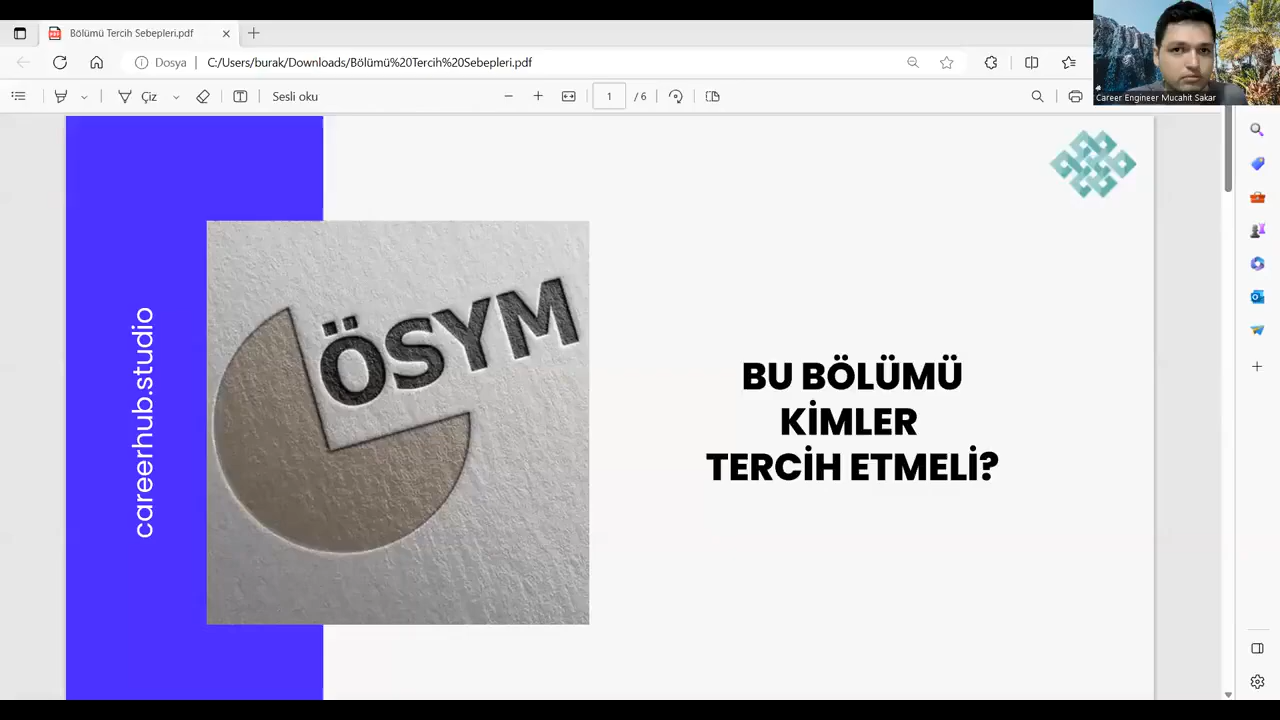 Bölümü Tercih Sebepleri.pdf
Dosya
C:/Users/burak/Downloads/Bölümü%20Tercih%20Sebepleri.pdf
Çiz
Sesli oku
1
/ 6
Career Engineer Mucahit Sakar
careerhub.studio
ÖSYM
BU BÖLÜMÜ
KİMLER
TERCİH ETMELİ?